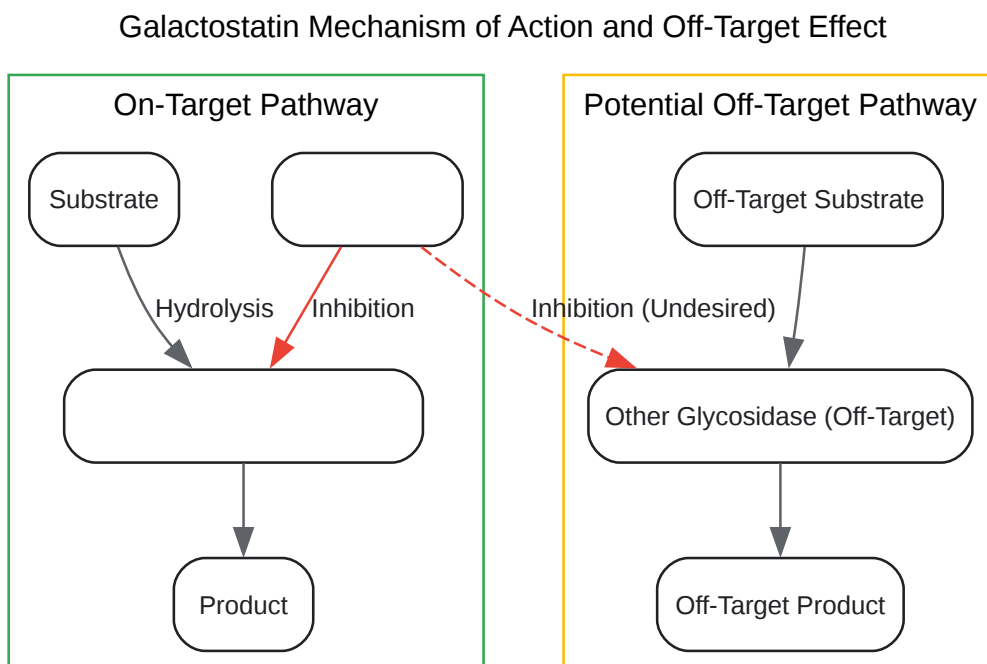 Galactostatin Mechanism of Action and Off-Target Effect
On-Target Pathway
Potential Off-Target Pathway
Substrate
Off-Target Substrate
Hydrolysis
Inhibition
Inhibition (Undesired)
Other Glycosidase (Off-Target)
Product
Off-Target Product